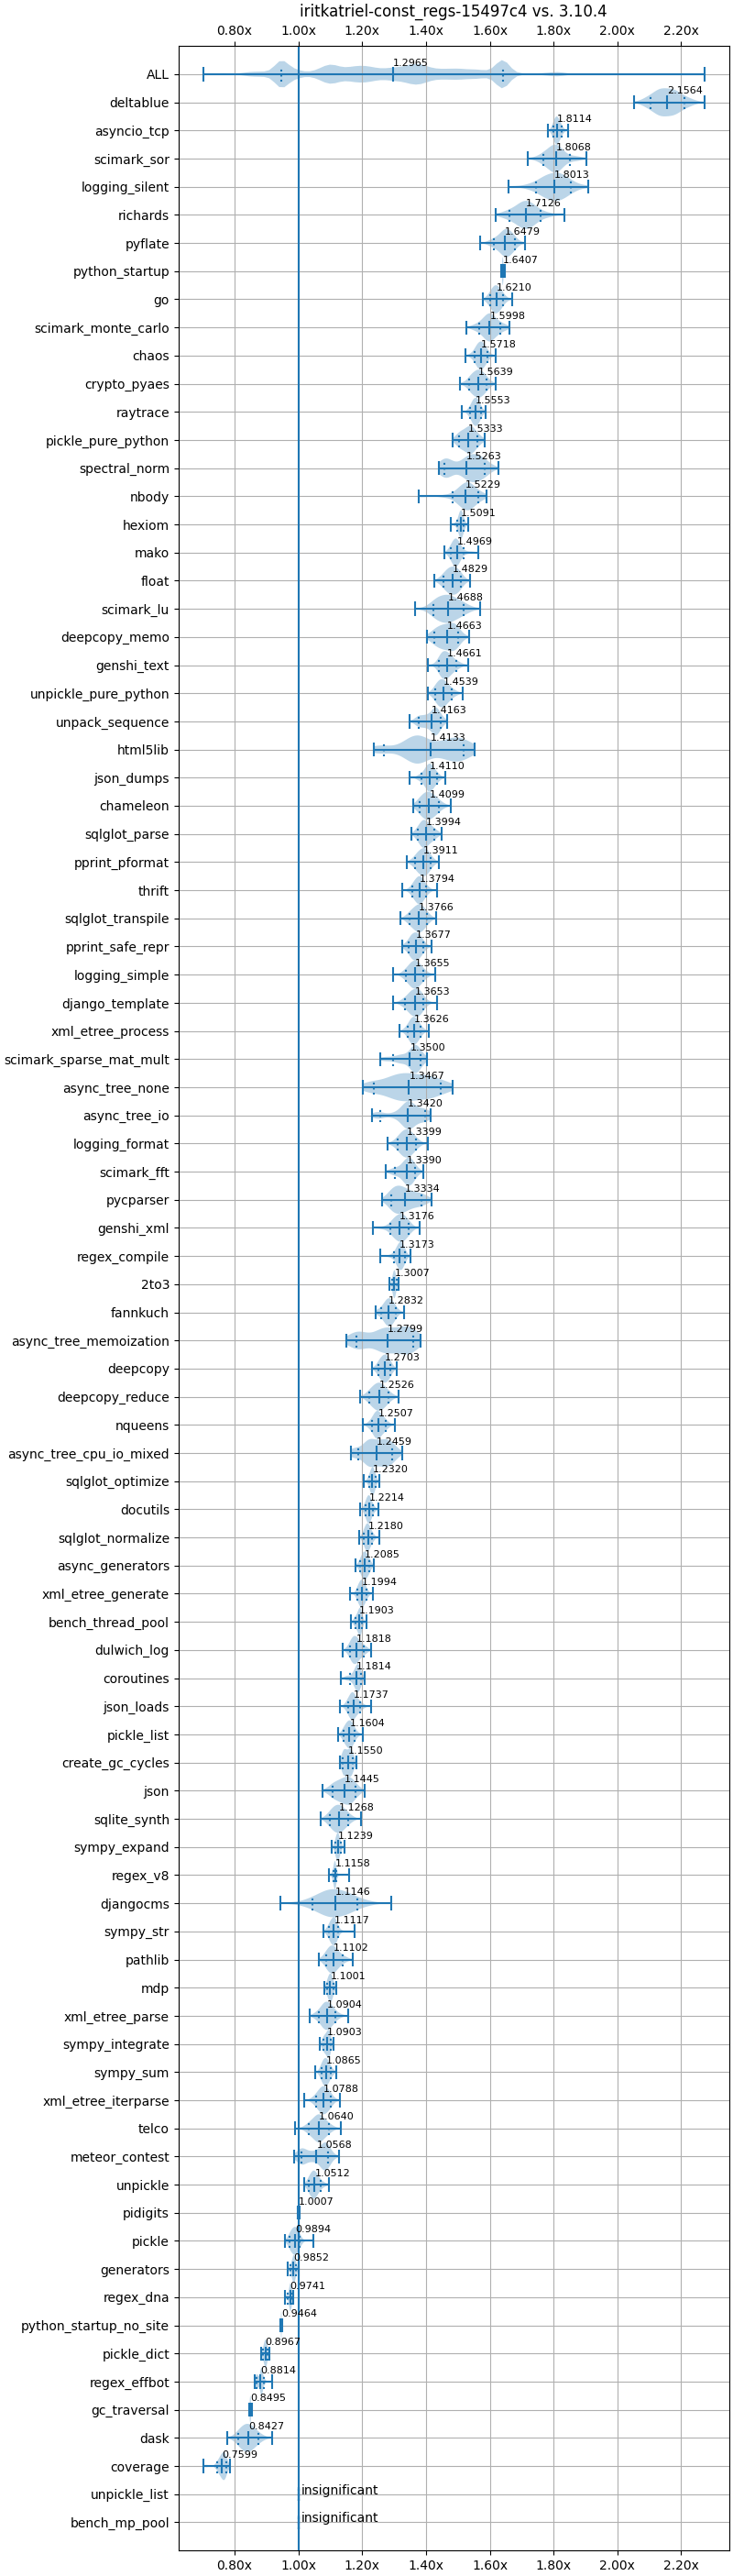 iritkatriel-const_regs-15497c4 vs. 3.10.4
0.80x 1.00x 1.20x 1.40x 1.60x 1.80x 2.00x 2.20x
ALL 1.2965
deltablue 2.1564
asyncio_tcp 1.8114
scimark_sor 1.8068
logging_silent 1.8013
richards 1.7126
pyflate 1.6479
python_startup 1.6407
go 1.6210
scimark_monte_carlo 1.5998
chaos 1.5718
crypto_pyaes 1.5639
raytrace 1.5553
pickle_pure_python 1.5333
spectral_norm 1.5263
nbody 1.5229
hexiom 1.5091
mako 1.4969
float 1.4829
scimark_lu 1.4688
deepcopy_memo 1.4663
genshi_text 1.4661
unpickle_pure_python 1.4539
unpack_sequence 1.4163
html5lib 1.4133
json_dumps 1.4110
chameleon 1.4099
sqlglot_parse 1.3994
pprint_pformat 1.3911
thrift 1.3794
sqlglot_transpile 1.3766
pprint_safe_repr 1.3677
logging_simple 1.3655
django_template 1.3653
xml_etree_process 1.3626
scimark_sparse_mat_mult 1.3500
async_tree_none 1.3467
async_tree_io 1.3420
logging_format 1.3399
scimark_fft 1.3390
pycparser 1.3334
genshi_xml 1.3176
regex_compile 1.3173
2to3 1.3007
fannkuch 1.2832
async_tree_memoization 1.2799
deepcopy 1.2703
deepcopy_reduce 1.2526
nqueens 1.2507
async_tree_cpu_io_mixed 1.2459
sqlglot_optimize 1.2320
docutils 1.2214
sqlglot_normalize 1.2180
async_generators 1.2085
xml_etree_generate 1.1994
bench_thread_pool 1.1903
dulwich_log 1.1818
coroutines 1.1814
json_loads 1.1737
pickle_list 1.1604
create_gc_cycles 1.1550
json 1.1445
sqlite_synth 1.1268
sympy_expand 1.1239
regex_v8 1.1158
djangocms 1.1146
sympy_str 1.1117
pathlib 1.1102
mdp 1.1001
xml_etree_parse 1.0904
sympy_integrate 1.0903
sympy_sum 1.0865
xml_etree_iterparse 1.0788
telco 1.0640
meteor_contest 1.0568
unpickle 1.0512
pidigits 1.0007
pickle 0.9894
generators 0.9852
regex_dna 0.9741
python_startup_no_site 0.9464
pickle_dict 0.8967
regex_effbot 0.8814
gc_traversal 0.8495
dask 0.8427
coverage 0.7599
unpickle_list insignificant
bench_mp_pool insignificant
0.80x 1.00x 1.20x 1.40x 1.60x 1.80x 2.00x 2.20x